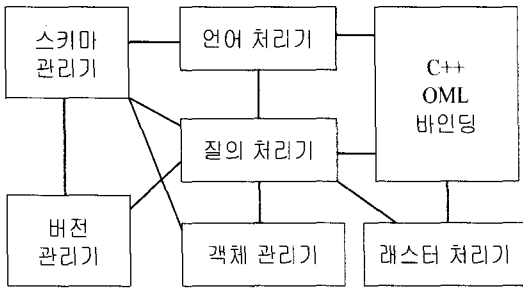 스키마
관리기
언어 처리기
C++
OML
바인딩
질의 처리기
버전
관리기
객체 관리기
래스터 처리기